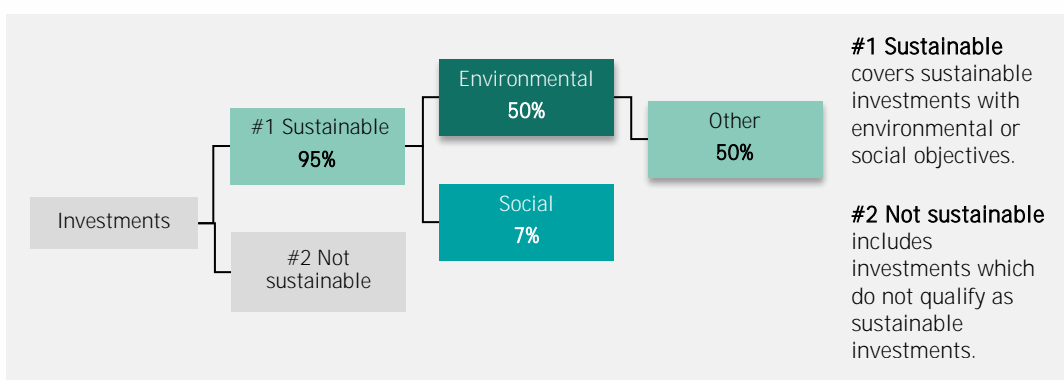 Investments
#1 Sustainable
95%
#2 Not
sustainable
Environmental
50%
Social
7%
Other
50%
#1 Sustainable
covers sustainable
investments with
environmental or
social objectives.
#2 Not sustainable
includes
investments which
do not qualify as
sustainable
investments.